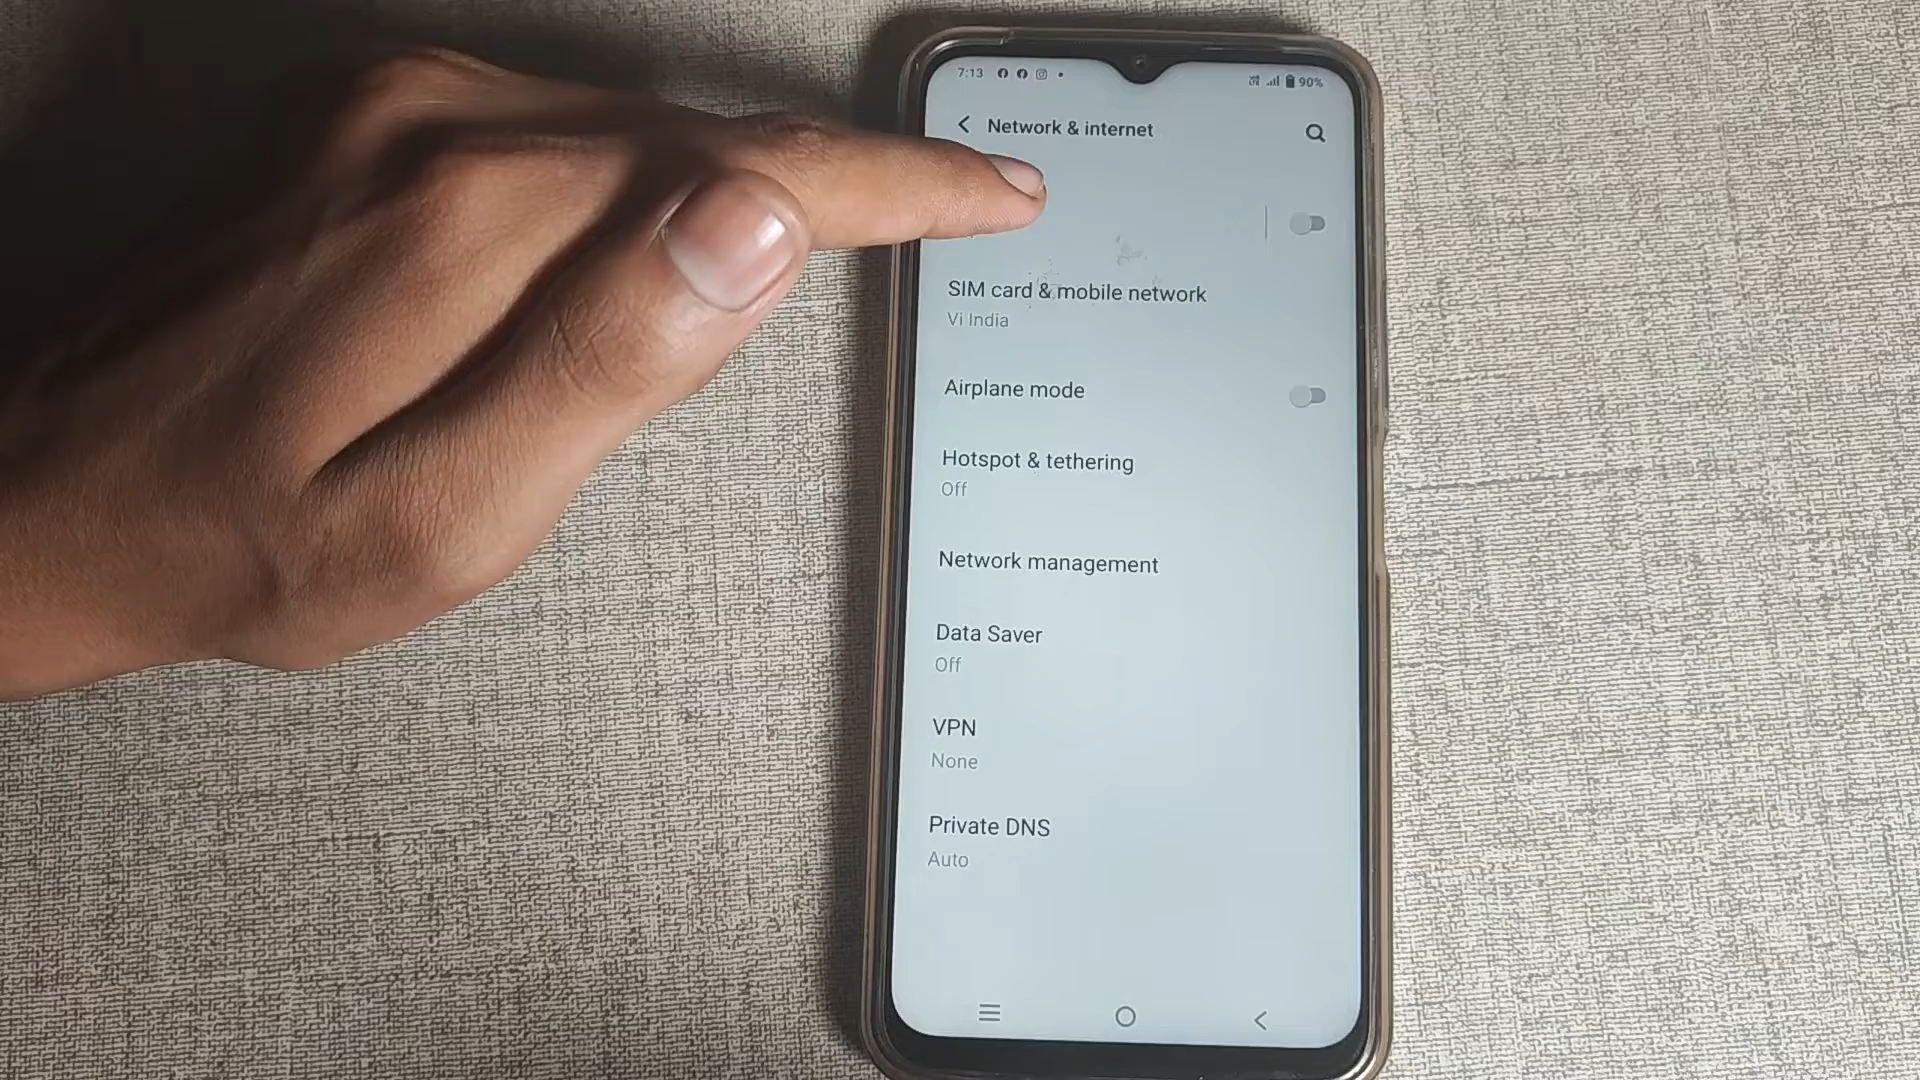 7:13
90%
Network & internet
SIM card & mobile network
Vi India
Airplane mode
Hotspot & tethering
Off
Network management
Data Saver
Off
VPN
None
Private DNS
Auto